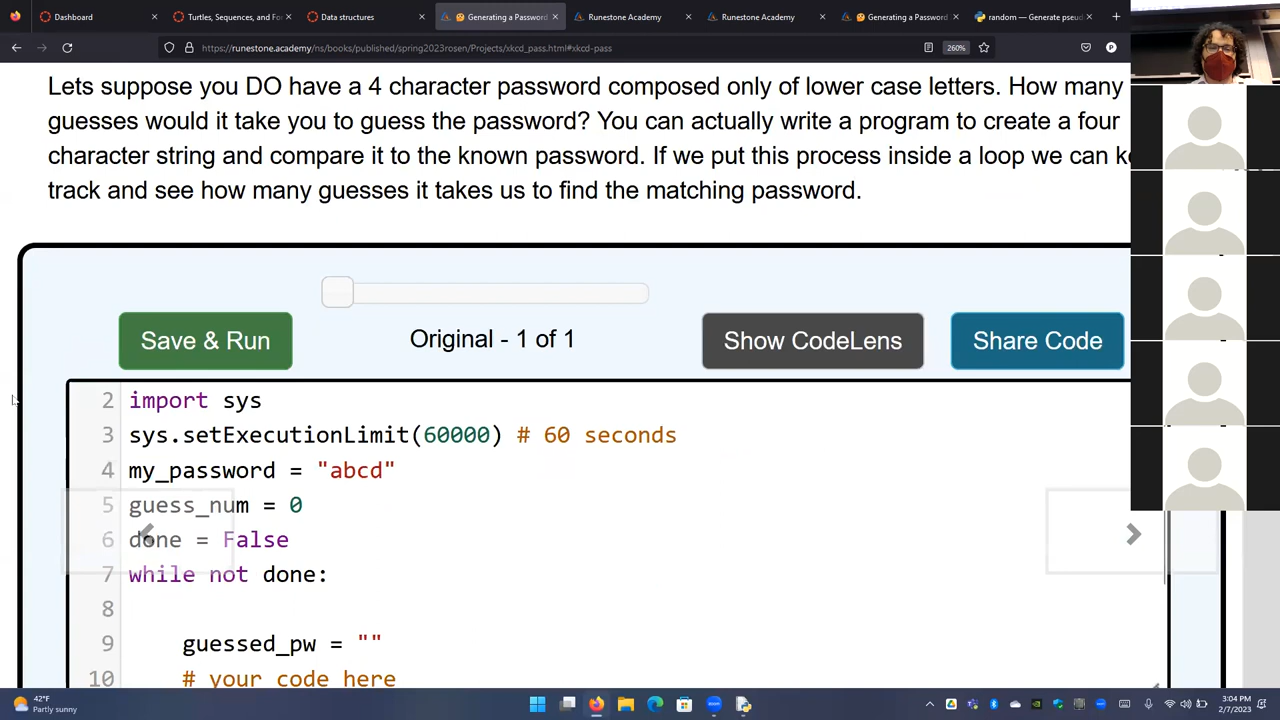 Dashboard
Turtles, Sequences, and For
Data structures
Generating a Password
Runestone Academy
Runestone Academy
Generating a Password
random — Generate pseud
https://runestone.academy/ns/books/published/spring2023rosen/Projects/xkcd_pass.html#xkcd-pass
260%
Lets suppose you DO have a 4 character password composed only of lower case letters. How many
guesses would it take you to guess the password? You can actually write a program to create a four
character string and compare it to the known password. If we put this process inside a loop we can ke
track and see how many guesses it takes us to find the matching password.
Save & Run
Original - 1 of 1
Show CodeLens
Share Code
2 import sys
3 sys.setExecutionLimit(60000) # 60 seconds
4 my_password = "abcd"
5 guess_num = 0
6 done = False
7 while not done:
8
9 guessed_pw = ""
10 # your code here
42°F
Partly sunny
3:04 PM
2/7/2023